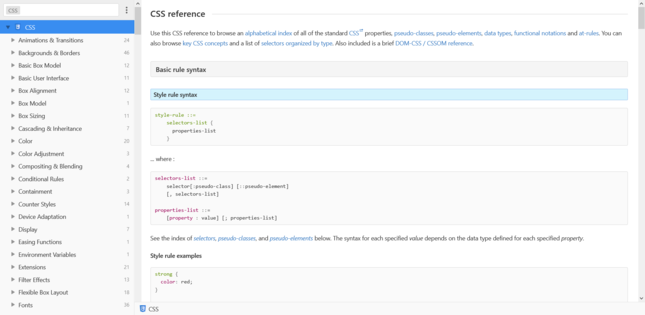 CSS
CSS
Animations & Transitions 24
Backgrounds & Borders 46
Basic Box Model 12
Basic User Interface 11
Box Alignment 12
Box Model 1
Box Sizing 11
Cascading & Inheritance 7
Color 20
Color Adjustment 3
Compositing & Blending 4
Conditional Rules 2
Containment 3
Counter Styles 14
Device Adaptation 1
Display 7
Easing Functions 1
Environment Variables 1
Extensions 21
Filter Effects 13
Flexible Box Layout 18
Fonts 36
CSS reference
Use this CSS reference to browse an alphabetical index of all of the standard CSS properties, pseudo-classes, pseudo-elements, data types, functional notations and at-rules. You can
also browse key CSS concepts and a list of selectors organized by type. Also included is a brief DOM-CSS / CSSOM reference.
Basic rule syntax
Style rule syntax
style-rule ::=
selectors-list {
properties-list
}
... where :
selectors-list ::=
selector[:pseudo-class] [::pseudo-element]
[, selectors-list]
properties-list ::=
[property : value] [; properties-list]
See the index of selectors, pseudo-classes, and pseudo-elements below. The syntax for each specified value depends on the data type defined for each specified property.
Style rule examples
strong {
color: red;
}
CSS